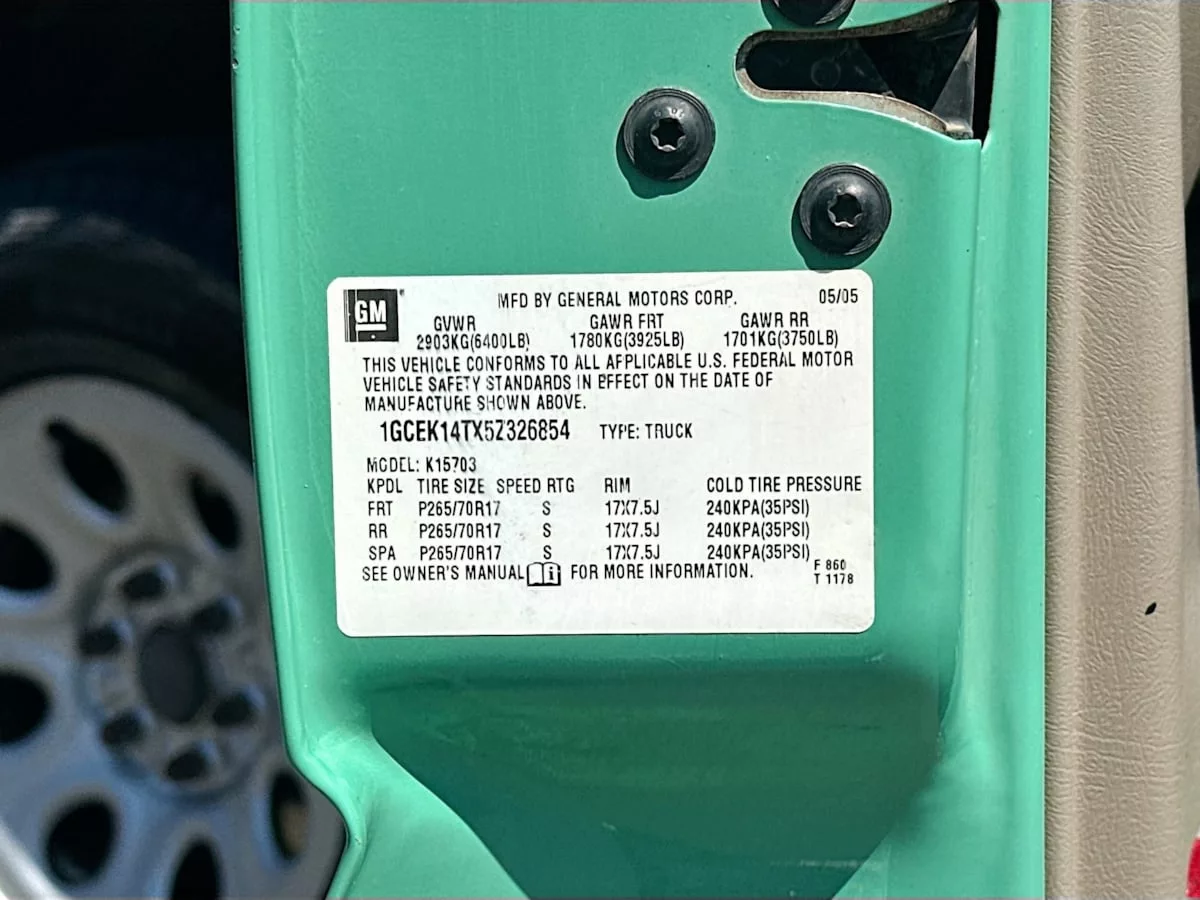 GM MFD BY GENERAL MOTORS CORP. 05/05
GVWR GAWR FRT GAWR RR
2903KG(6400LB) 1780KG(3925LB) 1701KG(3750LB)
THIS VEHICLE CONFORMS TO ALL APPLICABLE U.S. FEDERAL MOTOR
VEHICLE SAFETY STANDARDS IN EFFECT ON THE DATE OF
MANUFACTURE SHOWN ABOVE.
1GCEK14TX5Z326854 TYPE: TRUCK
MODEL: K15703
KPDL TIRE SIZE SPEED RTG RIM COLD TIRE PRESSURE
FRT P265/70R17 S 17X7.5J 240KPA(35PSI)
RR P265/70R17 S 17X7.5J 240KPA(35PSI)
SPA P265/70R17 S 17X7.5J 240KPA(35PSI)
SEE OWNER'S MANUAL i FOR MORE INFORMATION.
F 860
T 1178